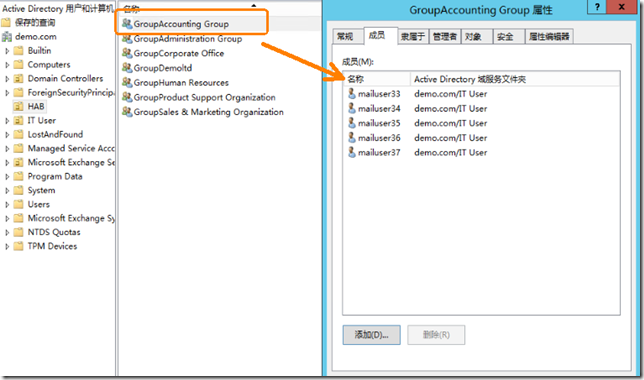 Active Directory 用户和计算机
保存的查询
demo.com
Builtin
Computers
Domain Controllers
ForeignSecurityPrincipa
HAB
IT User
LostAndFound
Managed Service Acco
Microsoft Exchange Se
Program Data
System
Users
Microsoft Exchange Sy
NTDS Quotas
TPM Devices
名称
GroupAccounting Group
GroupAdministration Group
GroupCorporate Office
GroupDemoltd
GroupHuman Resources
GroupProduct Support Organization
GroupSales & Marketing Organization
GroupAccounting Group 属性
? x
常规 成员 隶属于 管理者 对象 安全 属性编辑器
成员(M):
名称 Active Directory 域服务文件夹
mailuser33 demo.com/IT User
mailuser34 demo.com/IT User
mailuser35 demo.com/IT User
mailuser36 demo.com/IT User
mailuser37 demo.com/IT User
添加(D)... 删除(R)